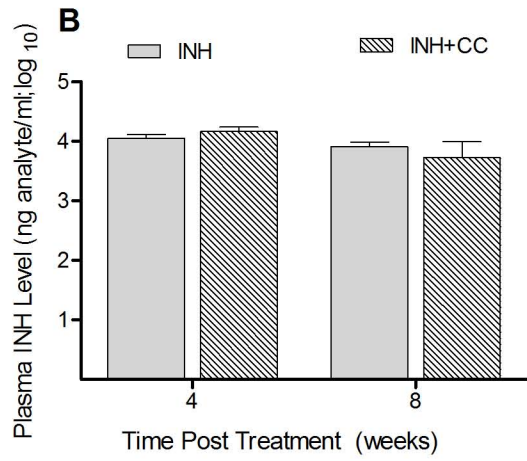 B
INH
INH+CC
Plasma INH Level (ng analyte/ml;log 10)
5
4
3
2
1
4
8
Time Post Treatment (weeks)